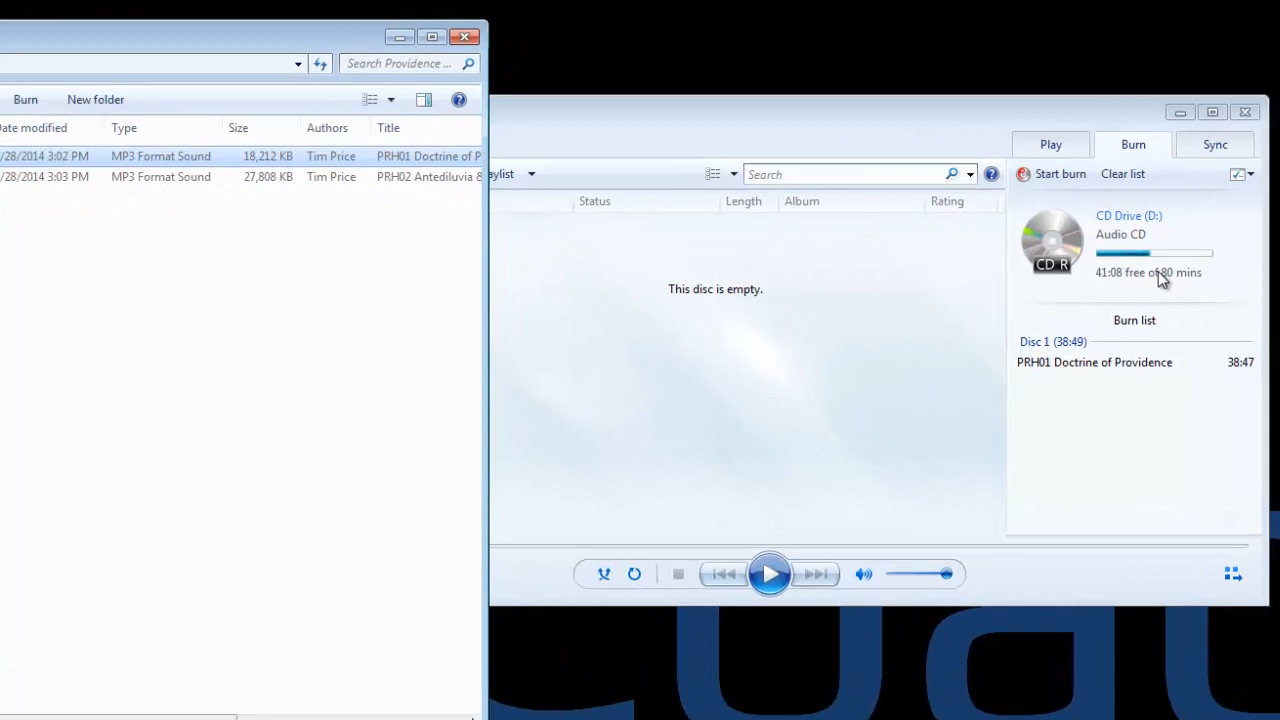 Search Providence ...
Burn New folder
ate modified Type Size Authors Title
/28/2014 3:02 PM MP3 Format Sound 18,212 KB Tim Price PRH01 Doctrine of P
/28/2014 3:03 PM MP3 Format Sound 27,808 KB Tim Price PRH02 Antediluvia &
Play Burn Sync
aylist Search Start burn Clear list
Status Length Album Rating
CD Drive (D:)
Audio CD
CD R
41:08 free of 80 mins
This disc is empty.
Burn list
Disc 1 (38:49)
PRH01 Doctrine of Providence 38:47
coac